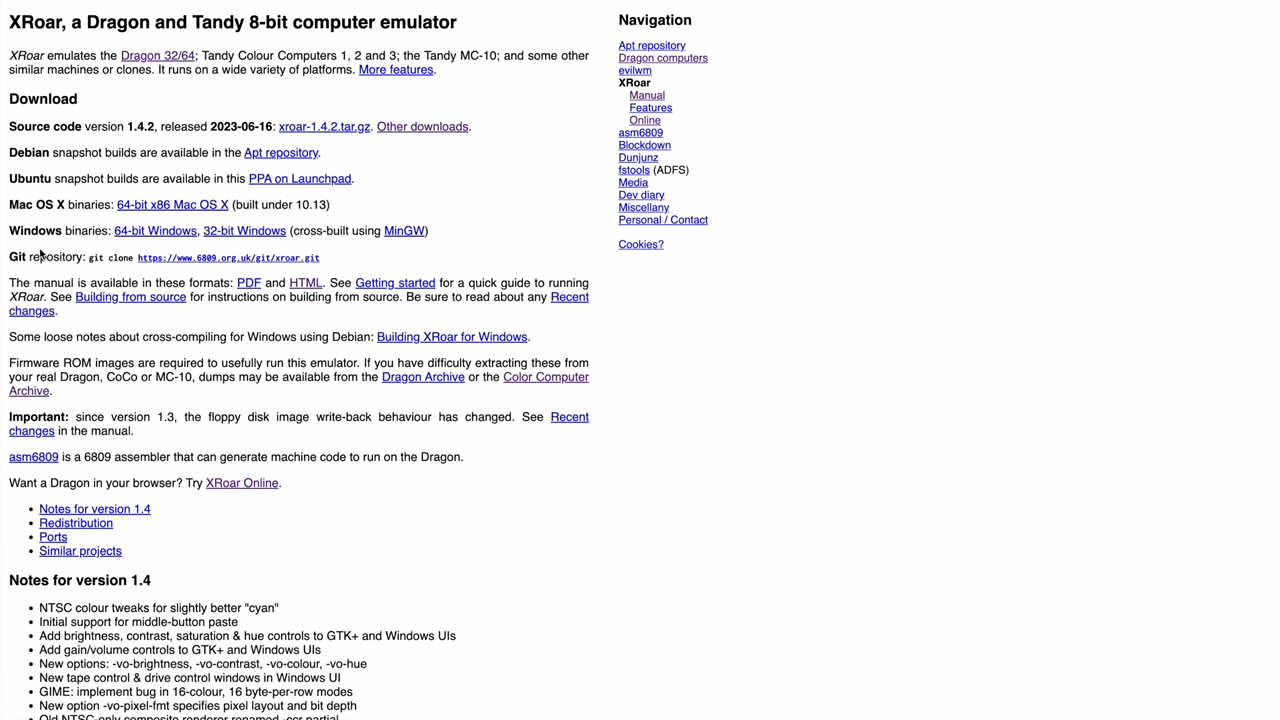 XRoar, a Dragon and Tandy 8-bit computer emulator
XRoar emulates the Dragon 32/64; Tandy Colour Computers 1, 2 and 3; the Tandy MC-10; and some other
similar machines or clones. It runs on a wide variety of platforms. More features.
Download
Source code version 1.4.2, released 2023-06-16: xroar-1.4.2.tar.gz. Other downloads.
Debian snapshot builds are available in the Apt repository.
Ubuntu snapshot builds are available in this PPA on Launchpad.
Mac OS X binaries: 64-bit x86 Mac OS X (built under 10.13)
Windows binaries: 64-bit Windows, 32-bit Windows (cross-built using MinGW)
Git repository: git clone https://www.6809.org.uk/git/xroar.git
The manual is available in these formats: PDF and HTML. See Getting started for a quick guide to running
XRoar. See Building from source for instructions on building from source. Be sure to read about any Recent
changes.
Some loose notes about cross-compiling for Windows using Debian: Building XRoar for Windows.
Firmware ROM images are required to usefully run this emulator. If you have difficulty extracting these from
your real Dragon, CoCo or MC-10, dumps may be available from the Dragon Archive or the Color Computer
Archive.
Important: since version 1.3, the floppy disk image write-back behaviour has changed. See Recent
changes in the manual.
asm6809 is a 6809 assembler that can generate machine code to run on the Dragon.
Want a Dragon in your browser? Try XRoar Online.
• Notes for version 1.4
• Redistribution
• Ports
• Similar projects
Notes for version 1.4
• NTSC colour tweaks for slightly better "cyan"
• Initial support for middle-button paste
• Add brightness, contrast, saturation & hue controls to GTK+ and Windows UIs
• Add gain/volume controls to GTK+ and Windows UIs
• New options: -vo-brightness, -vo-contrast, -vo-colour, -vo-hue
• New tape control & drive control windows in Windows UI
• GIME: implement bug in 16-colour, 16 byte-per-row modes
• New option -vo-pixel-fmt specifies pixel layout and bit depth
• Old NTSC-only composite renderer renamed -ccr partial
Navigation
Apt repository
Dragon computers
evilwm
XRoar
Manual
Features
Online
asm6809
Blockdown
Dunjunz
fstools (ADFS)
Media
Dev diary
Miscellany
Personal / Contact
Cookies?